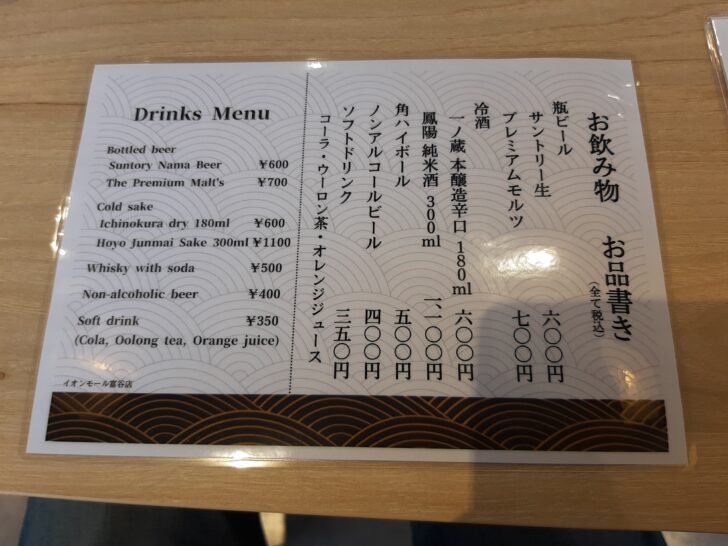 Drinks Menu
Bottled beer
Suntory Nama Beer ¥600
The Premium Malt's ¥700
Cold sake
Ichinokura dry 180ml ¥600
Hoyo Junmai Sake 300ml ¥1100
Whisky with soda ¥500
Non-alcoholic beer ¥400
Soft drink ¥350
(Cola, Oolong tea, Orange juice)
イオンモール富谷店
お飲み物 お品書き
(全て税込)
瓶ビール
サントリー生 六〇〇円
プレミアムモルツ 七〇〇円
冷酒
一ノ蔵 本醸造辛口 180ml 六〇〇円
鳳陽 純米酒 300ml 一、一〇〇円
角ハイボール 五〇〇円
ノンアルコールビール 四〇〇円
ソフトドリンク 三五〇円
コーラ・ウーロン茶・オレンジジュース